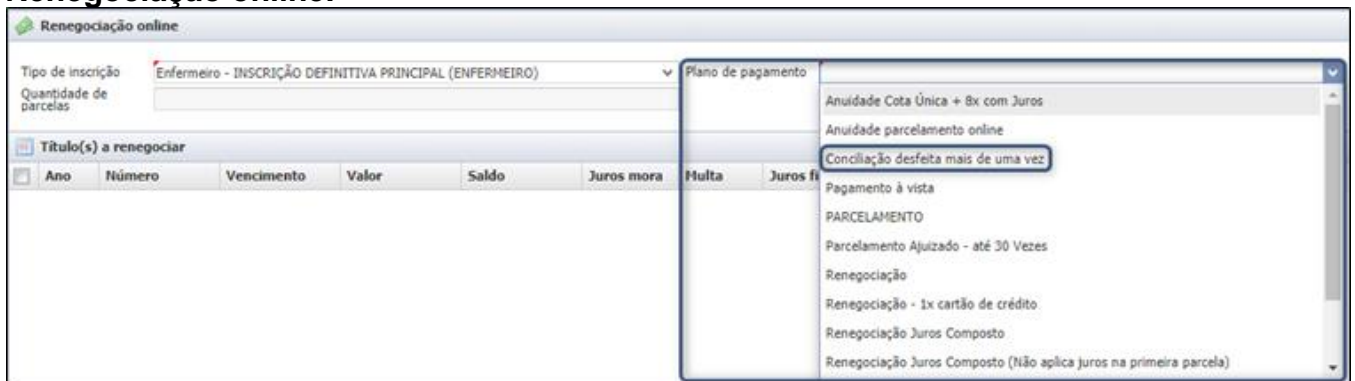 Renegociação online.
Renegociação online
Tipo de inscrição Enfermeiro - INSCRIÇÃO DEFINITIVA PRINCIPAL (ENFERMEIRO) Plano de pagamento
Quantidade de parcelas
Anuidade Cota Única + 8x com Juros
Anuidade parcelamento online
Conciliação desfeita mais de uma vez
Pagamento à vista
PARCELAMENTO
Parcelamento Ajuizado - até 30 Vezes
Renegociação
Renegociação - 1x cartão de crédito
Renegociação Juros Composto
Renegociação Juros Composto (Não aplica juros na primeira parcela)
Título(s) a renegociar
Ano Número Vencimento Valor Saldo Juros mora Multa Juros